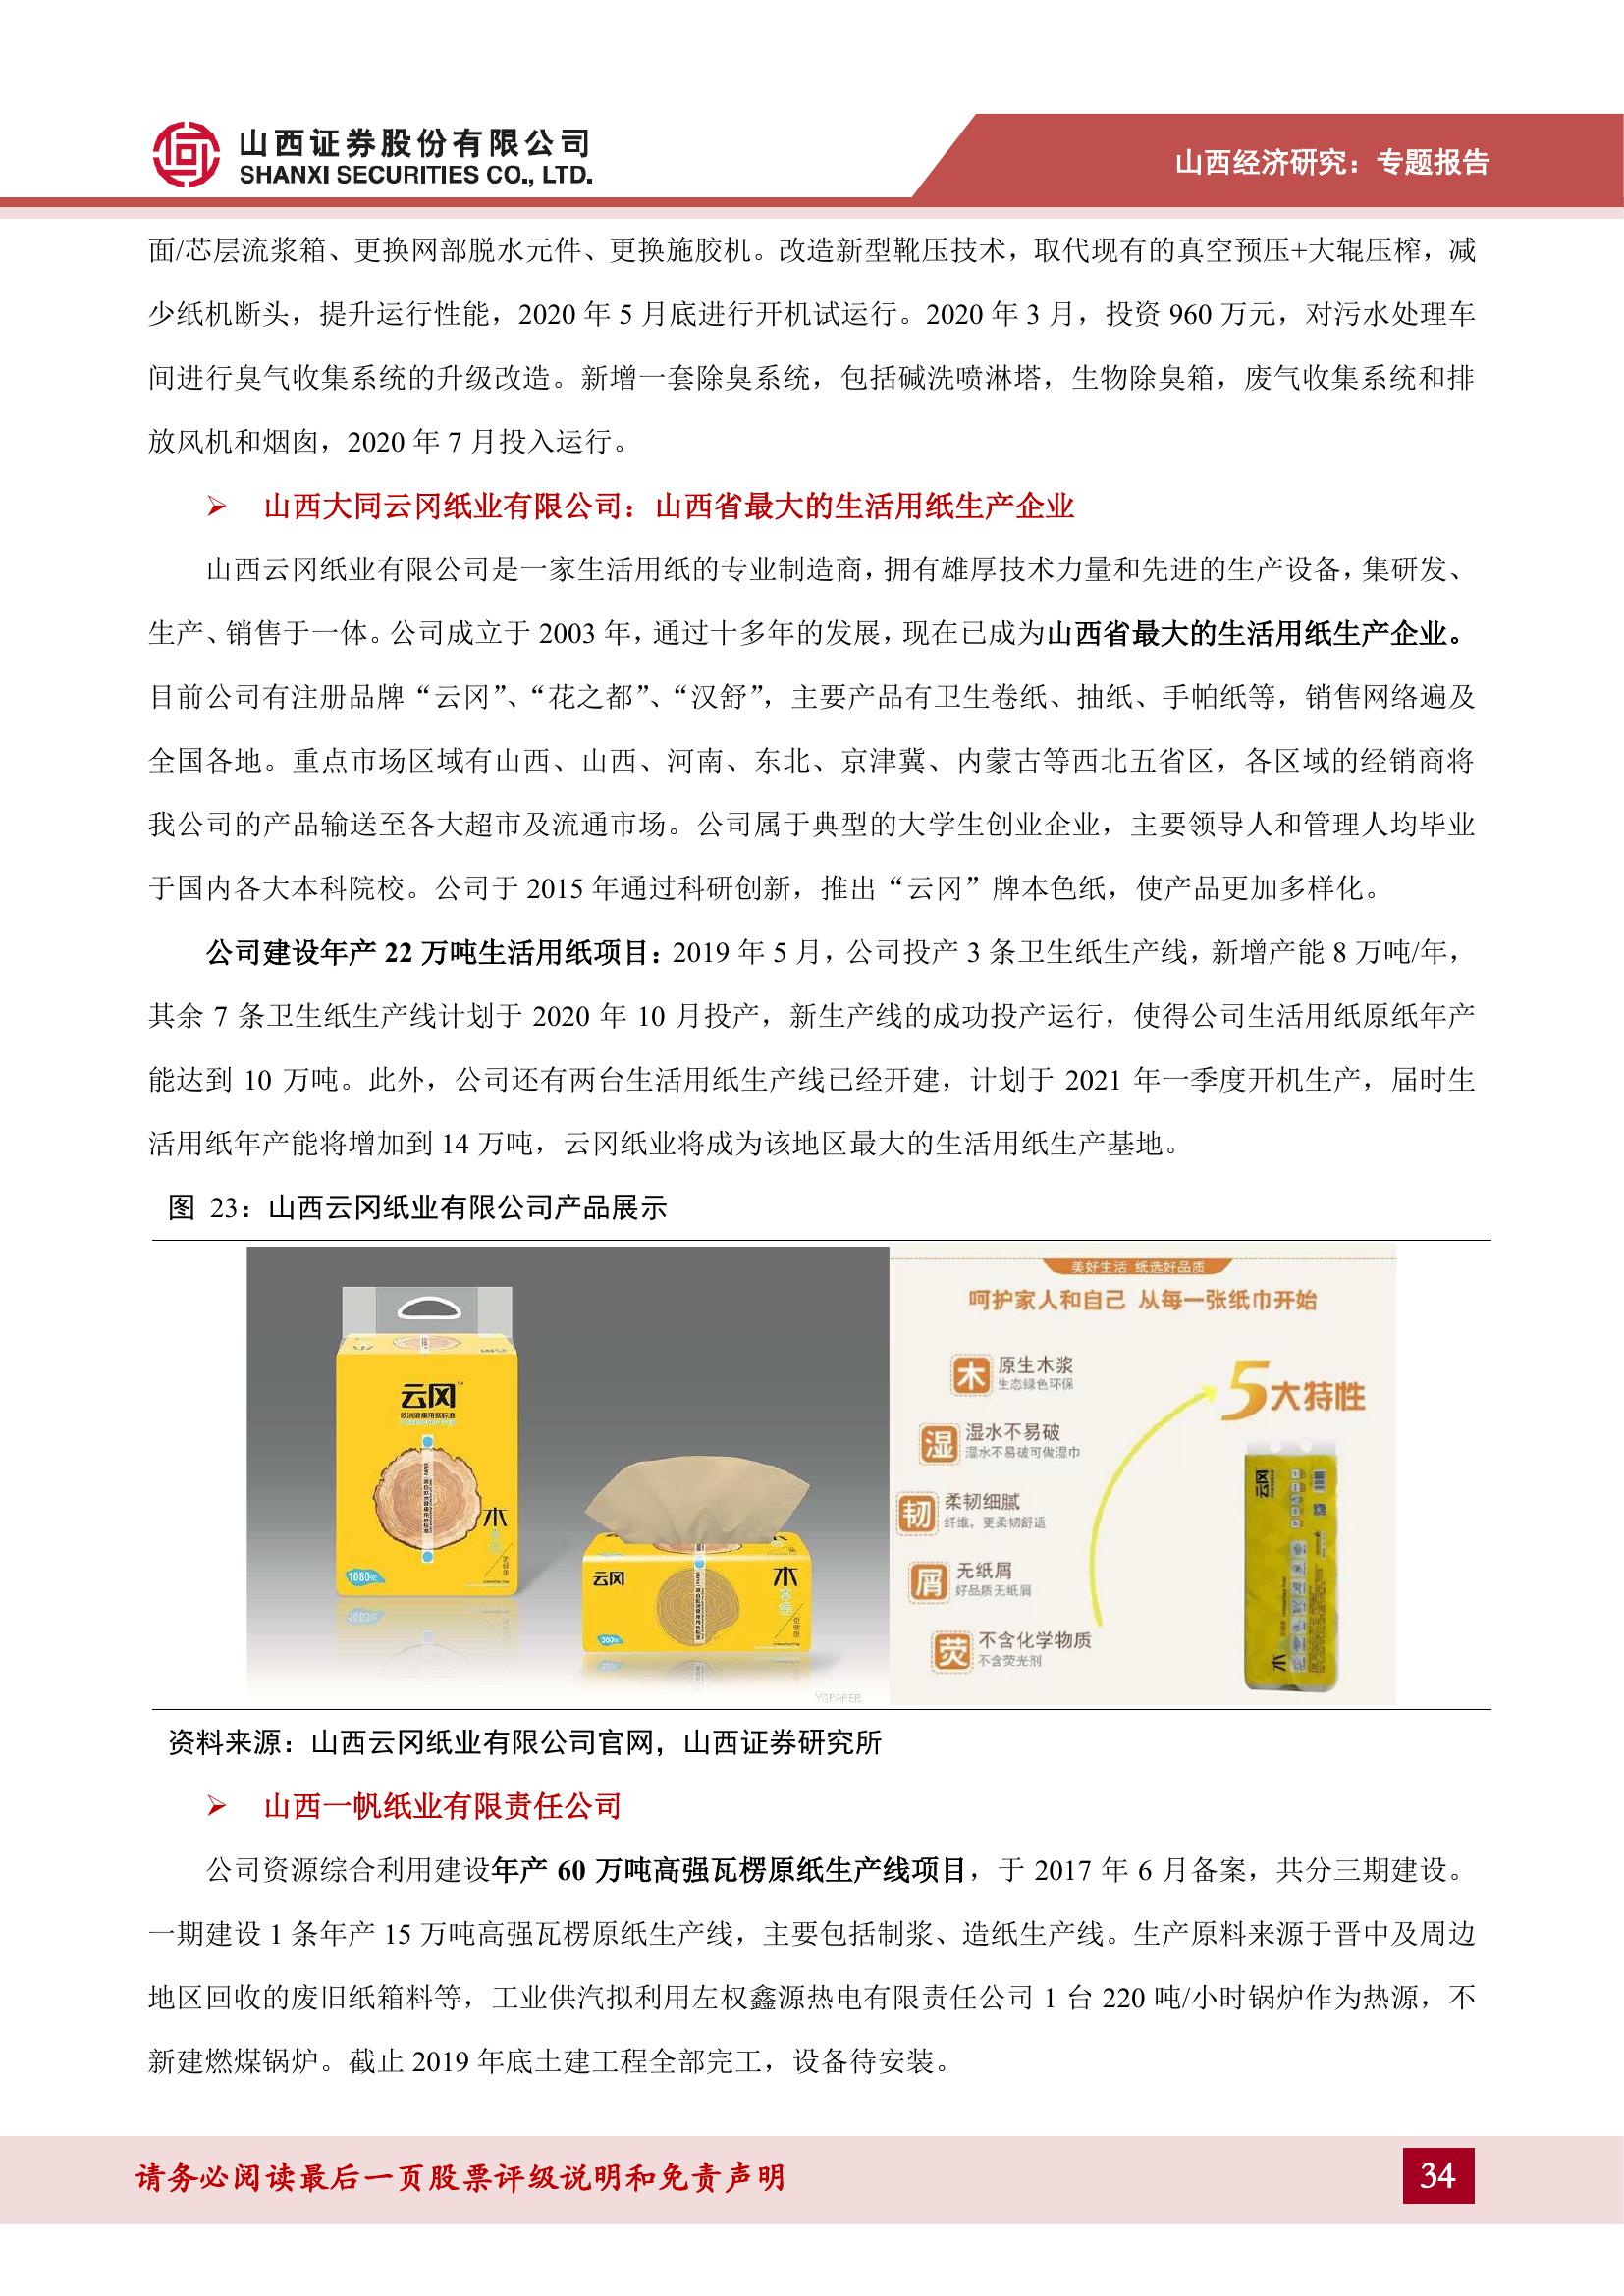 山西证券股份有限公司
SHANXI SECURITIES CO., LTD.
山西经济研究：专题报告
面/芯层流浆箱、更换网部脱水元件、更换施胶机。改造新型靴压技术，取代现有的真空预压+大辊压榨，减
少纸机断头，提升运行性能，2020 年 5 月底进行开机试运行。2020 年 3 月，投资 960 万元，对污水处理车
间进行臭气收集系统的升级改造。新增一套除臭系统，包括碱洗喷淋塔，生物除臭箱，废气收集系统和排
放风机和烟囱，2020 年 7 月投入运行。
➢ 山西大同云冈纸业有限公司：山西省最大的生活用纸生产企业
山西云冈纸业有限公司是一家生活用纸的专业制造商，拥有雄厚技术力量和先进的生产设备，集研发、
生产、销售于一体。公司成立于 2003 年，通过十多年的发展，现在已成为山西省最大的生活用纸生产企业。
目前公司有注册品牌“云冈”、“花之都”、“汉舒”，主要产品有卫生卷纸、抽纸、手帕纸等，销售网络遍及
全国各地。重点市场区域有山西、山西、河南、东北、京津冀、内蒙古等西北五省区，各区域的经销商将
我公司的产品输送至各大超市及流通市场。公司属于典型的大学生创业企业，主要领导人和管理人均毕业
于国内各大本科院校。公司于 2015 年通过科研创新，推出“云冈”牌本色纸，使产品更加多样化。
公司建设年产 22 万吨生活用纸项目：2019 年 5 月，公司投产 3 条卫生纸生产线，新增产能 8 万吨/年，
其余 7 条卫生纸生产线计划于 2020 年 10 月投产，新生产线的成功投产运行，使得公司生活用纸原纸年产
能达到 10 万吨。此外，公司还有两台生活用纸生产线已经开建，计划于 2021 年一季度开机生产，届时生
活用纸年产能将增加到 14 万吨，云冈纸业将成为该地区最大的生活用纸生产基地。
图 23：山西云冈纸业有限公司产品展示
云冈
木
1080张
云冈
木
300张
YGPAPER
美好生活 纸选好品质
呵护家人和自己 从每一张纸巾开始
木 原生木浆
生态绿色环保
湿 湿水不易破
湿水不易破可做湿巾
韧 柔韧细腻
纤维，更柔韧舒适
屑 无纸屑
好品质无纸屑
荧 不含化学物质
不含荧光剂
5大特性
云冈
木
资料来源：山西云冈纸业有限公司官网，山西证券研究所
➢ 山西一帆纸业有限责任公司
公司资源综合利用建设年产 60 万吨高强瓦楞原纸生产线项目，于 2017 年 6 月备案，共分三期建设。
一期建设 1 条年产 15 万吨高强瓦楞原纸生产线，主要包括制浆、造纸生产线。生产原料来源于晋中及周边
地区回收的废旧纸箱料等，工业供汽拟利用左权鑫源热电有限责任公司 1 台 220 吨/小时锅炉作为热源，不
新建燃煤锅炉。截止 2019 年底土建工程全部完工，设备待安装。
请务必阅读最后一页股票评级说明和免责声明
34